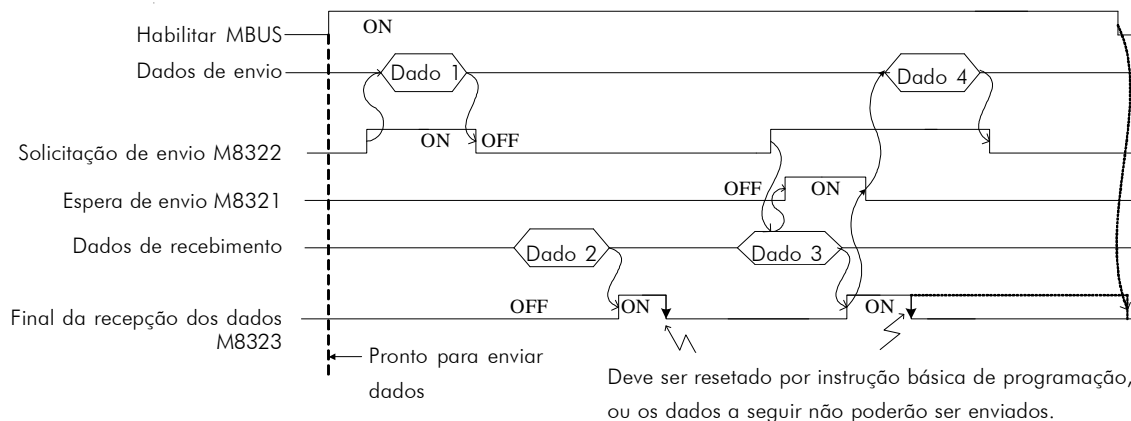 Habilitar MBUS
ON
Dados de envio
Dado 1
Dado 4
Solicitação de envio M8322
ON
OFF
Espera de envio M8321
OFF
ON
Dados de recebimento
Dado 2
Dado 3
Final da recepção dos dados
M8323
OFF
ON
ON
Pronto para enviar
dados
Deve ser resetado por instrução básica de programação,
ou os dados a seguir não poderão ser enviados.